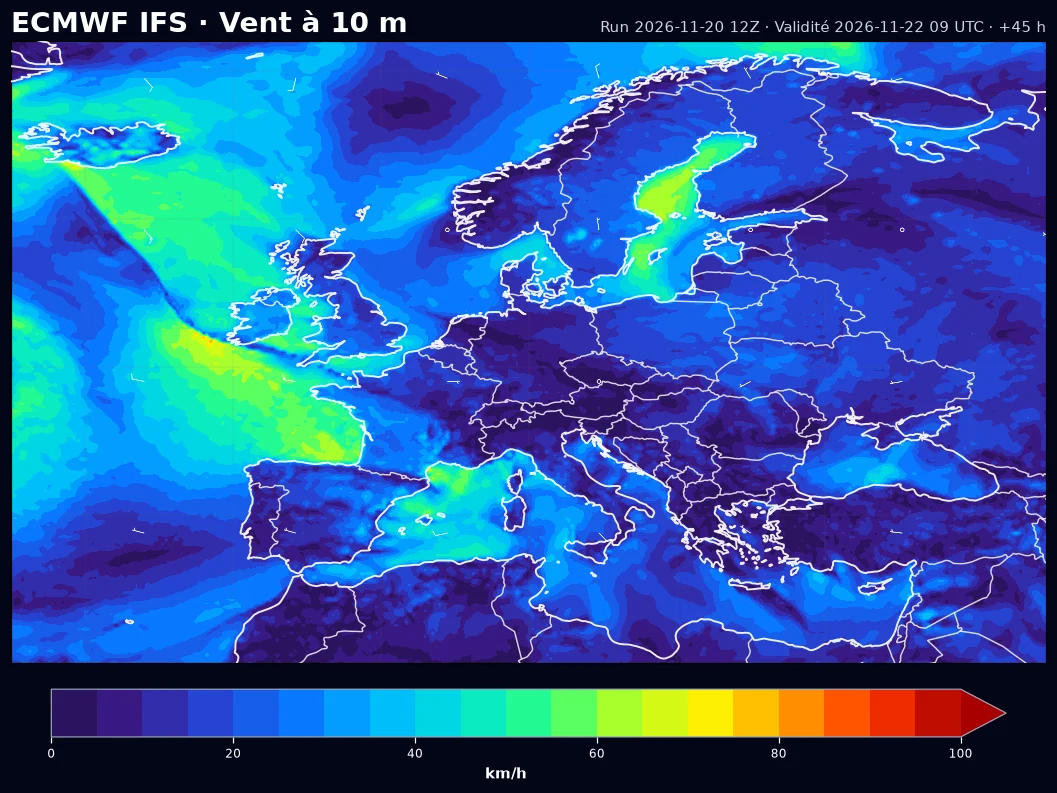 ECMWF IFS · Vent à 10 m
Run 2026-11-20 12Z · Validité 2026-11-22 09 UTC · +45 h
0 20 40 60 80 100
km/h